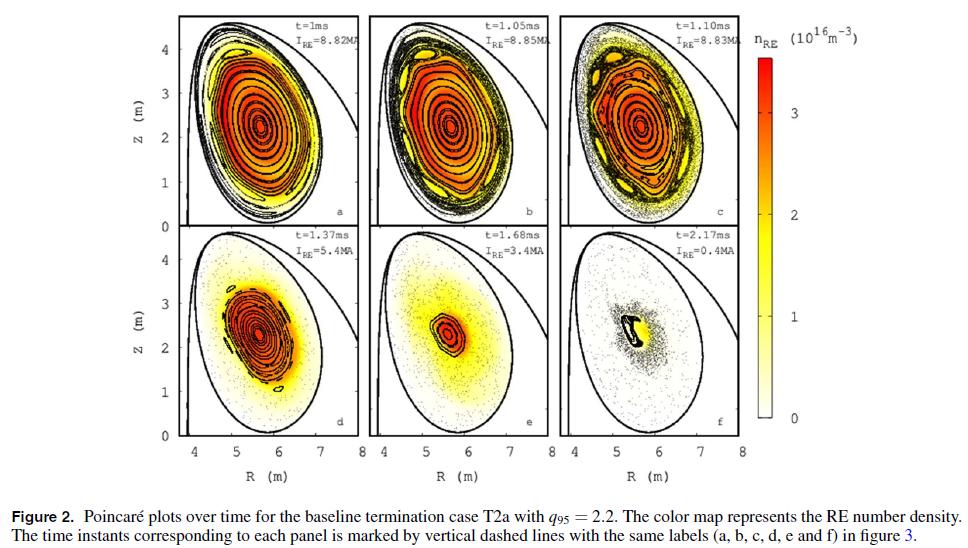 t=1ms
I_RE=8.82MA
t=1.05ms
I_RE=8.85MA
t=1.10ms
I_RE=8.83MA
n_RE (10^16 m^-3)
4
3
2
1
0
Z (m)
a
b
c
3
2
1
0
t=1.37ms
I_RE=5.4MA
t=1.68ms
I_RE=3.4MA
t=2.17ms
I_RE=0.4MA
4
3
2
1
0
Z (m)
d
e
f
4 5 6 7 8 4 5 6 7 8 4 5 6 7 8
R (m) R (m) R (m)
Figure 2. Poincaré plots over time for the baseline termination case T2a with q95 = 2.2. The color map represents the RE number density.
The time instants corresponding to each panel is marked by vertical dashed lines with the same labels (a, b, c, d, e and f) in figure 3.